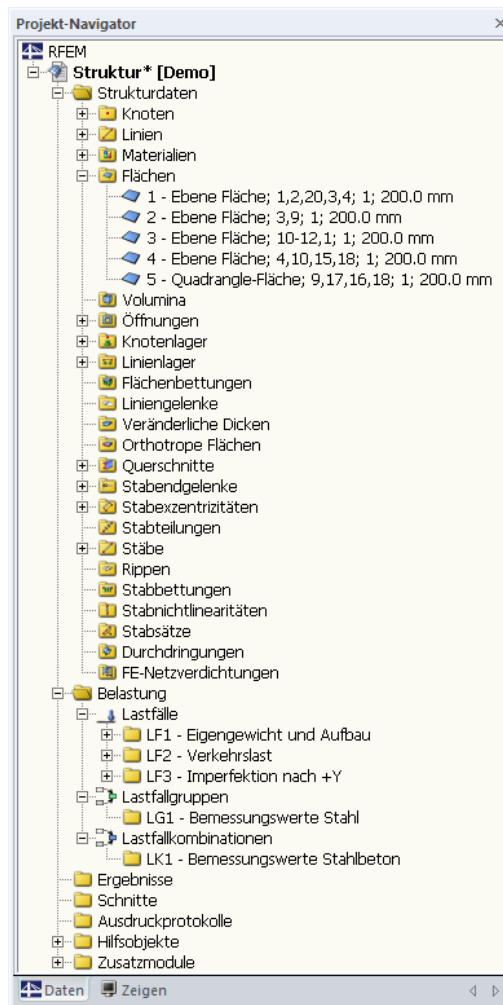 Projekt-Navigator
RFEM
Struktur* [Demo]
Strukturdaten
Knoten
Linien
Materialien
Flächen
1 - Ebene Fläche; 1,2,20,3,4; 1; 200.0 mm
2 - Ebene Fläche; 3,9; 1; 200.0 mm
3 - Ebene Fläche; 10-12,1; 1; 200.0 mm
4 - Ebene Fläche; 4,10,15,18; 1; 200.0 mm
5 - Quadrangle-Fläche; 9,17,16,18; 1; 200.0 mm
Volumina
Öffnungen
Knotenlager
Linienlager
Flächenbettungen
Liniengelenke
Veränderliche Dicken
Orthotrope Flächen
Querschnitte
Stabendgelenke
Stabexzentrizitäten
Stabteilungen
Stäbe
Rippen
Stabbettungen
Stabnichtlinearitäten
Stabsätze
Durchdringungen
FE-Netzverdichtungen
Belastung
Lastfälle
LF1 - Eigengewicht und Aufbau
LF2 - Verkehrslast
LF3 - Imperfektion nach +Y
Lastfallgruppen
LG1 - Bemessungswerte Stahl
Lastfallkombinationen
LK1 - Bemessungswerte Stahlbeton
Ergebnisse
Schnitte
Ausdruckprotokolle
Hilfsobjekte
Zusatzmodule
Daten Zeigen